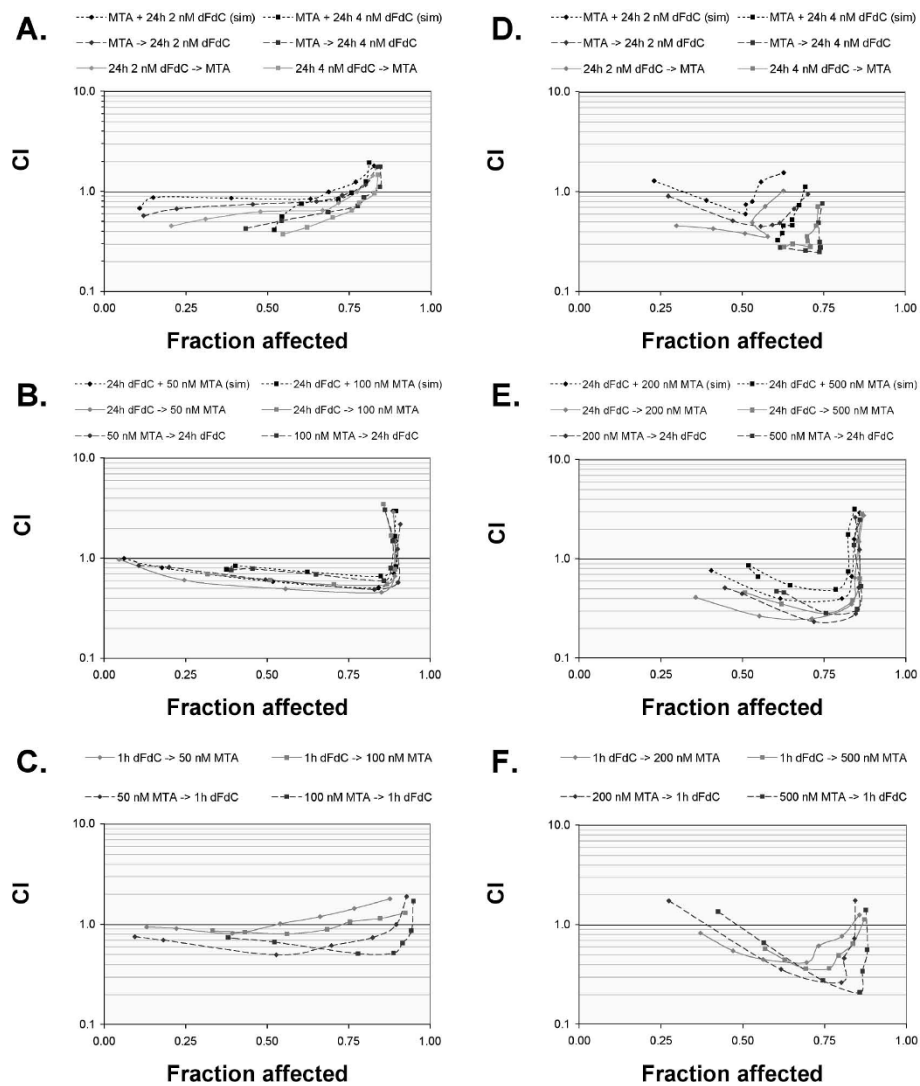 A.
MTA + 24h 2 nM dFdC (sim) MTA + 24h 4 nM dFdC (sim)
MTA -> 24h 2 nM dFdC MTA -> 24h 4 nM dFdC
24h 2 nM dFdC -> MTA 24h 4 nM dFdC -> MTA
CI
10.0
1.0
0.1
0.00 0.25 0.50 0.75 1.00
Fraction affected
D.
MTA + 24h 2 nM dFdC (sim) MTA + 24h 4 nM dFdC (sim)
MTA -> 24h 2 nM dFdC MTA -> 24h 4 nM dFdC
24h 2 nM dFdC -> MTA 24h 4 nM dFdC -> MTA
CI
10.0
1.0
0.1
0.00 0.25 0.50 0.75 1.00
Fraction affected
B.
24h dFdC + 50 nM MTA (sim) 24h dFdC + 100 nM MTA (sim)
24h dFdC -> 50 nM MTA 24h dFdC -> 100 nM MTA
50 nM MTA -> 24h dFdC 100 nM MTA -> 24h dFdC
CI
10.0
1.0
0.1
0.00 0.25 0.50 0.75 1.00
Fraction affected
E.
24h dFdC + 200 nM MTA (sim) 24h dFdC + 500 nM MTA (sim)
24h dFdC -> 200 nM MTA 24h dFdC -> 500 nM MTA
200 nM MTA -> 24h dFdC 500 nM MTA -> 24h dFdC
CI
10.0
1.0
0.1
0.00 0.25 0.50 0.75 1.00
Fraction affected
C.
1h dFdC -> 50 nM MTA 1h dFdC -> 100 nM MTA
50 nM MTA -> 1h dFdC 100 nM MTA -> 1h dFdC
CI
10.0
1.0
0.1
0.00 0.25 0.50 0.75 1.00
Fraction affected
F.
1h dFdC -> 200 nM MTA 1h dFdC -> 500 nM MTA
200 nM MTA -> 1h dFdC 500 nM MTA -> 1h dFdC
CI
10.0
1.0
0.1
0.00 0.25 0.50 0.75 1.00
Fraction affected